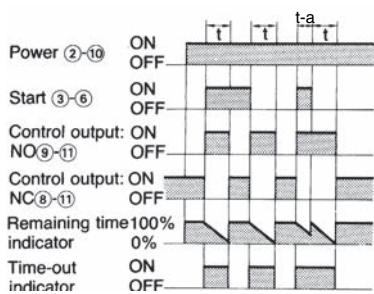 t-a
t t t
Power ②-⑩ ON
OFF
Start ③-⑥ ON
OFF
Control output: ON
NO⑨-⑪ OFF
Control output: ON
NC⑧-⑪ OFF
Remaining time 100%
indicator 0%
Time-out ON
indicator OFF